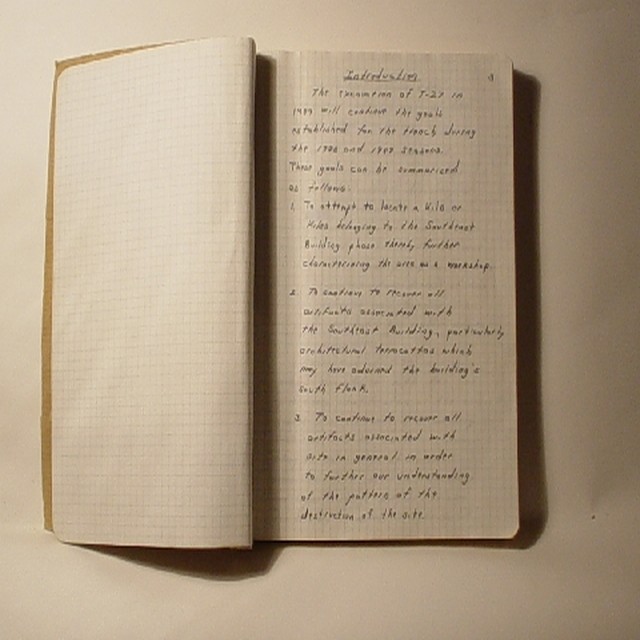 Introduction
The excavation of T-27 in
1989 will continue the goals
established for the trench during
the 1988 and 1987 seasons.
These goals can be summarized
as follows.
1. To attempt to locate a Kiln or
Kilns belonging to the Southeast
Building phase thereby further
characterizing the area as a workshop.
2. To continue to recover all
artifacts associated with
the Southeast Building, particularly
architectural terracottas which
may have adorned the building's
south flank.
3. To continue to recover all
artifacts associated with
site in general in order
to further our understanding
of the pattern of the
destruction of the site.